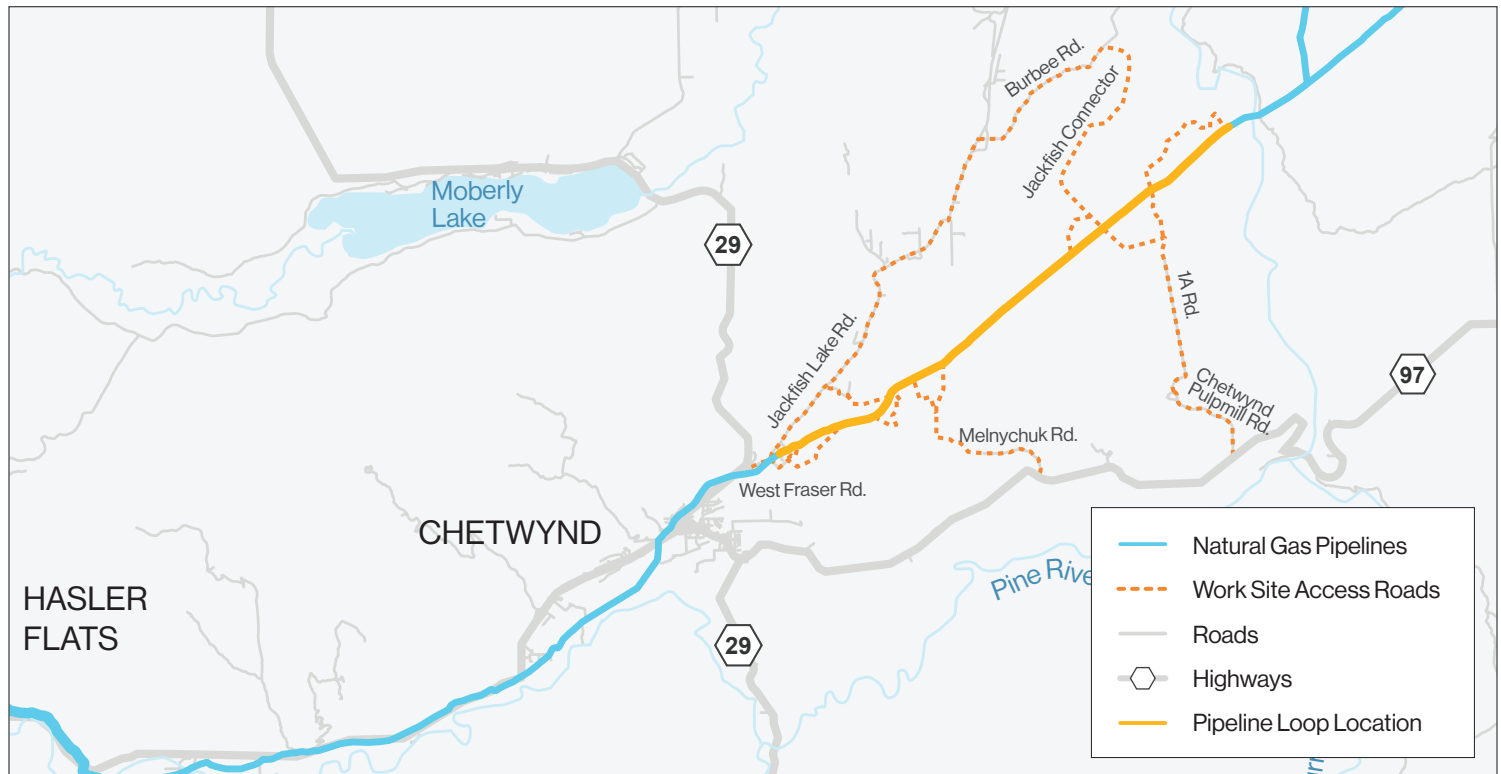 Burbee Rd.
Jackfish Connector
Moberly
Lake
29
1A Rd.
Jackfish Lake Rd.
97
Chetwynd
Pulpmill Rd.
Melnychuk Rd.
West Fraser Rd.
CHETWYND
HASLER
FLATS
Pine
29
Natural Gas Pipelines
Work Site Access Roads
Roads
Highways
Pipeline Loop Location